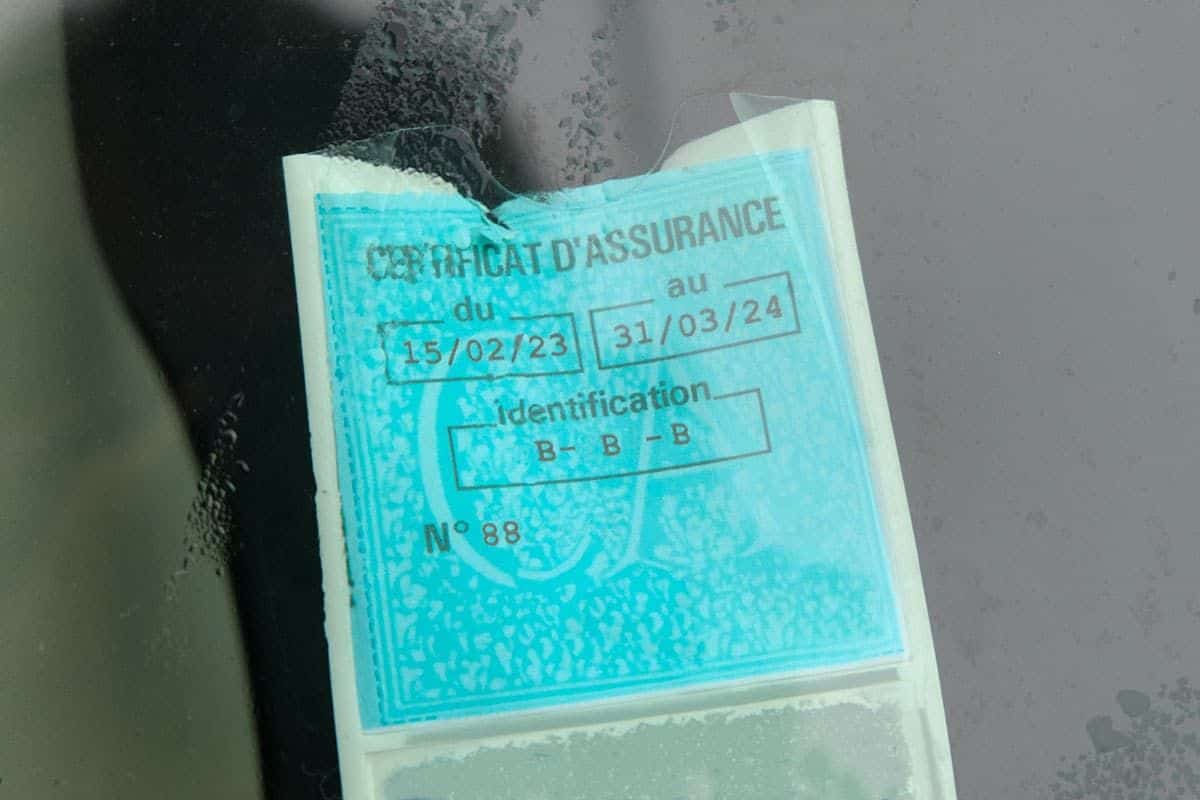 CERTIFICAT D'ASSURANCE
du au
15/02/23 31/03/24
identification
B- B -B
N° 88